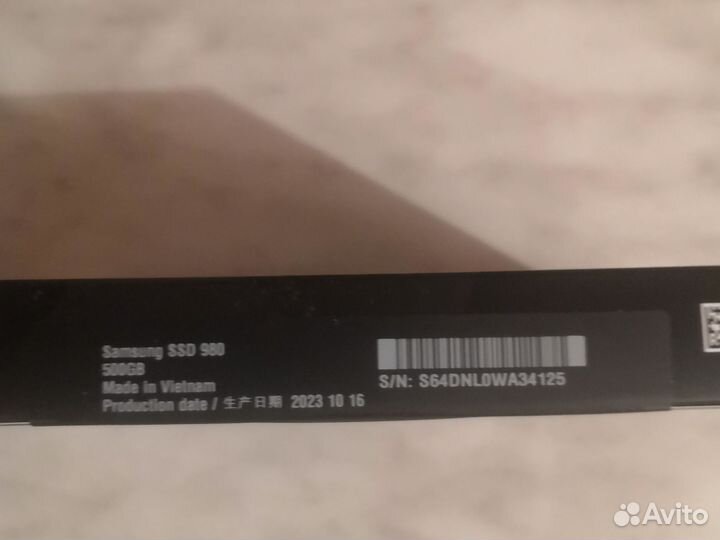 Samsung SSD 980
500GB
Made in Vietnam
Production date / 生产日期 2023 10 16
S/N: S64DNL0WA34125
Avito